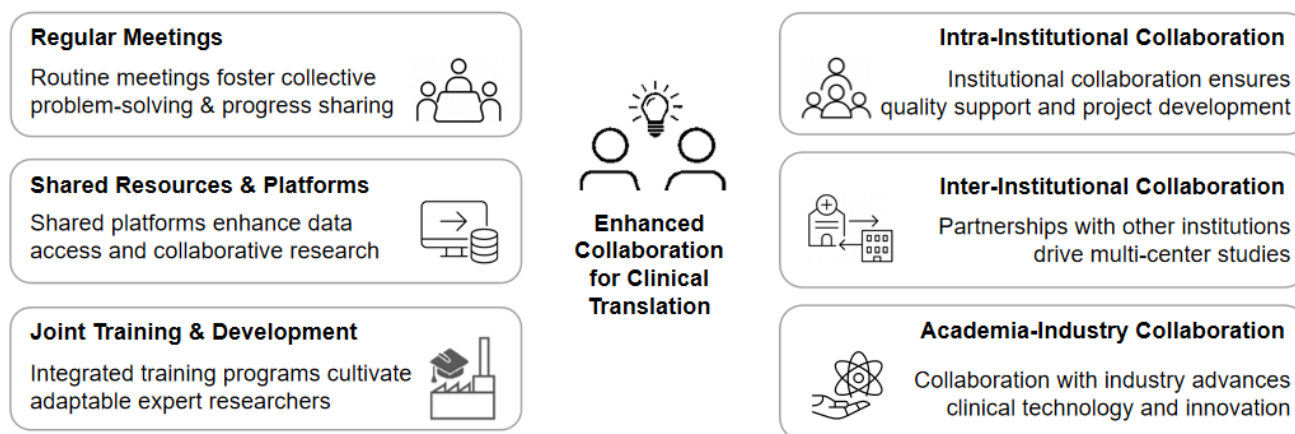 Regular Meetings
Routine meetings foster collective
problem-solving & progress sharing
Shared Resources & Platforms
Shared platforms enhance data
access and collaborative research
Joint Training & Development
Integrated training programs cultivate
adaptable expert researchers
Enhanced
Collaboration
for Clinical
Translation
Intra-Institutional Collaboration
Institutional collaboration ensures
quality support and project development
Inter-Institutional Collaboration
Partnerships with other institutions
drive multi-center studies
Academia-Industry Collaboration
Collaboration with industry advances
clinical technology and innovation